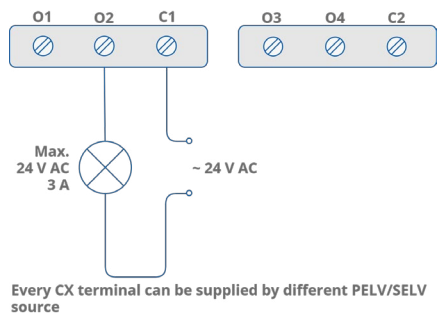 O1 O2 C1 O3 O4 C2
Max.
24 V AC
3 A
~ 24 V AC
Every CX terminal can be supplied by different PELV/SELV
source